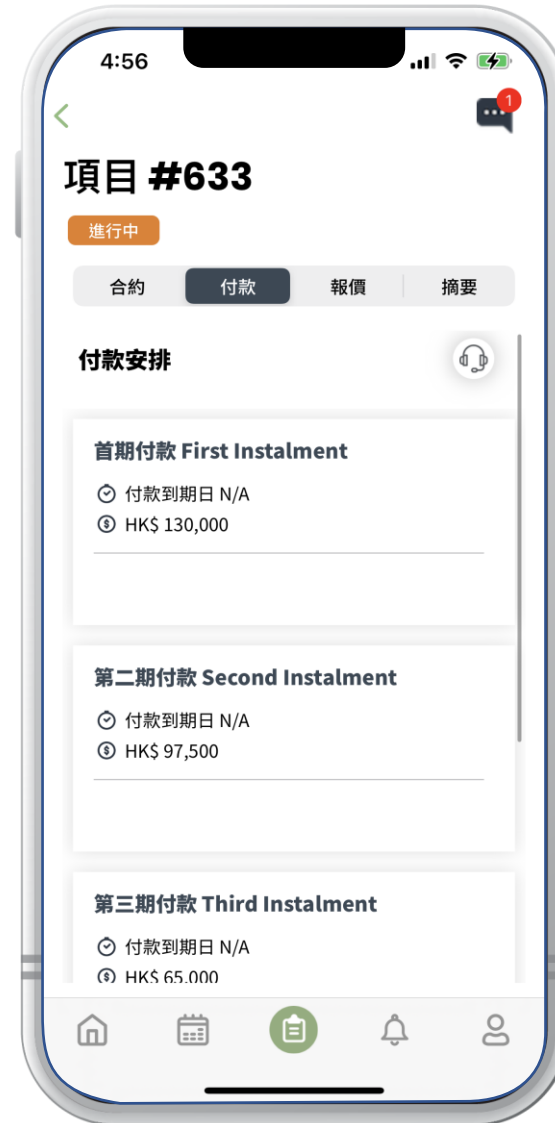 4:56
1
項目 #633
進行中
合約 付款 報價 摘要
付款安排
首期付款 First Instalment
付款到期日 N/A
HK$ 130,000
第二期付款 Second Instalment
付款到期日 N/A
HK$ 97,500
第三期付款 Third Instalment
付款到期日 N/A
HK$ 65,000